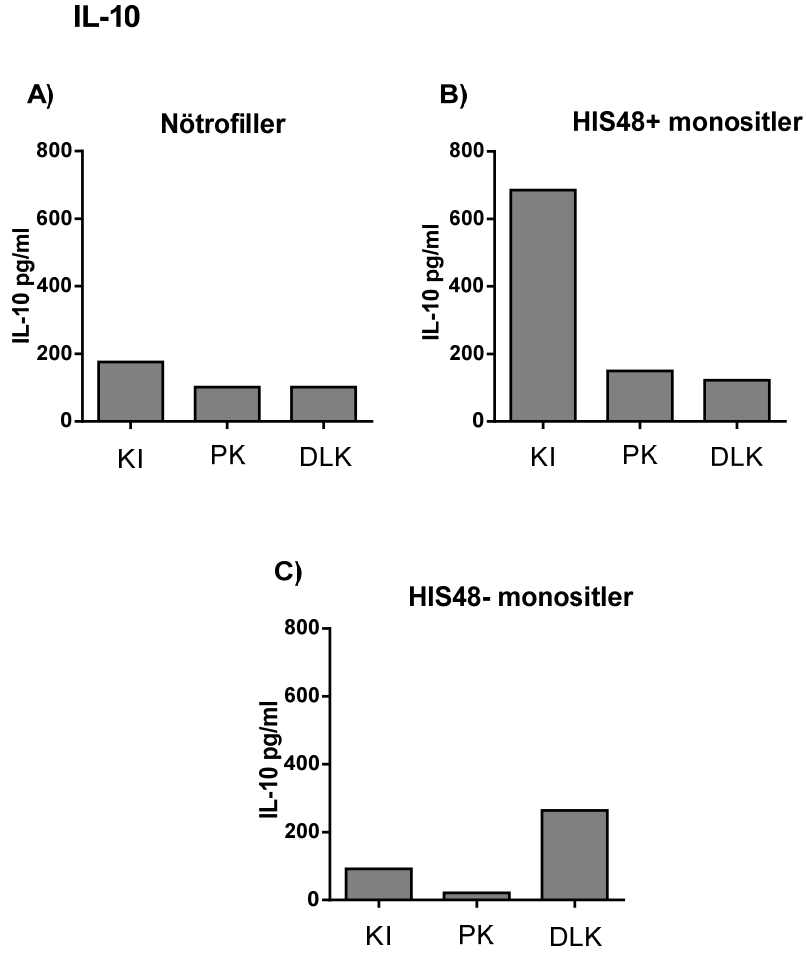 IL-10
A)
Nötrofiller
800
600
400
200
0
IL-10 pg/ml
KI
PK
DLK
B)
HIS48+ monositler
800
600
400
200
0
IL-10 pg/ml
KI
PK
DLK
C)
HIS48- monositler
800
600
400
200
0
IL-10 pg/ml
KI
PK
DLK